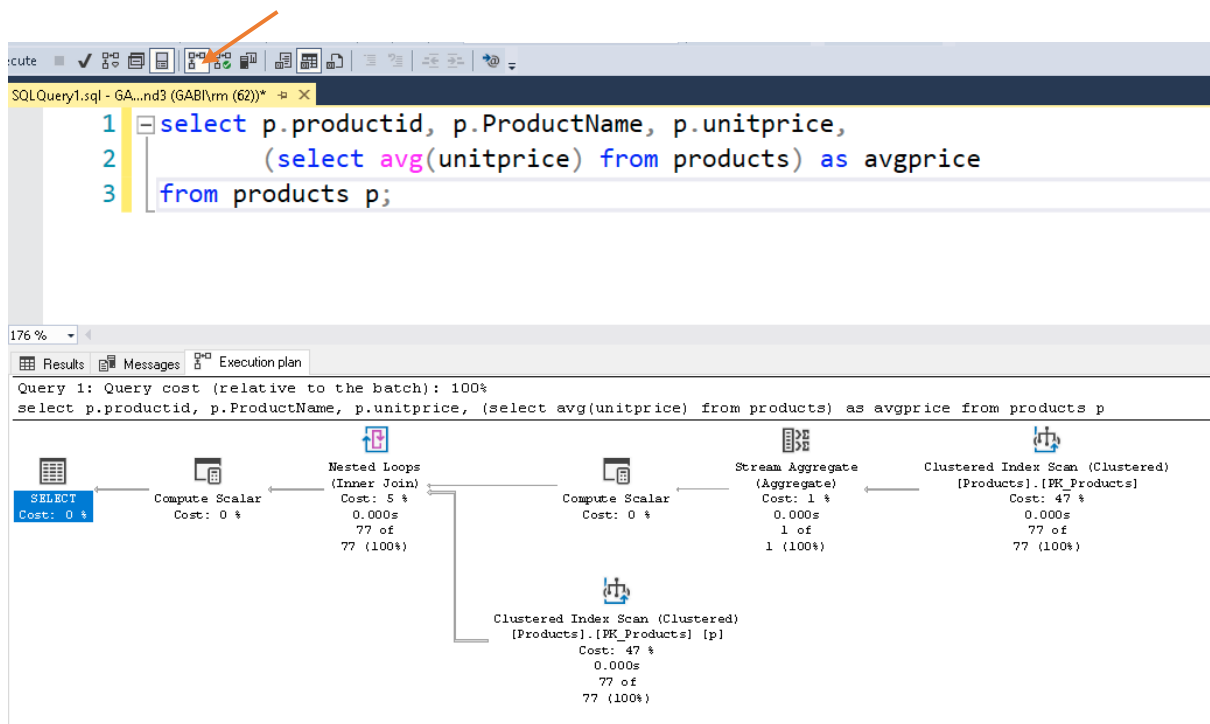 ecute
SQLQuery1.sql - GA...nd3 (GABI\rm (62))*
1 select p.productid, p.ProductName, p.unitprice,
2 (select avg(unitprice) from products) as avgprice
3 from products p;
176 %
Results Messages Execution plan
Query 1: Query cost (relative to the batch): 100%
select p.productid, p.ProductName, p.unitprice, (select avg(unitprice) from products) as avgprice from products p
SELECT
Cost: 0 %
Compute Scalar
Cost: 0 %
Nested Loops
(Inner Join)
Cost: 5 %
0.000s
77 of
77 (100%)
Compute Scalar
Cost: 0 %
Stream Aggregate
(Aggregate)
Cost: 1 %
0.000s
1 of
1 (100%)
Clustered Index Scan (Clustered)
[Products].[PK_Products]
Cost: 47 %
0.000s
77 of
77 (100%)
Clustered Index Scan (Clustered)
[Products].[PK_Products] [p]
Cost: 47 %
0.000s
77 of
77 (100%)